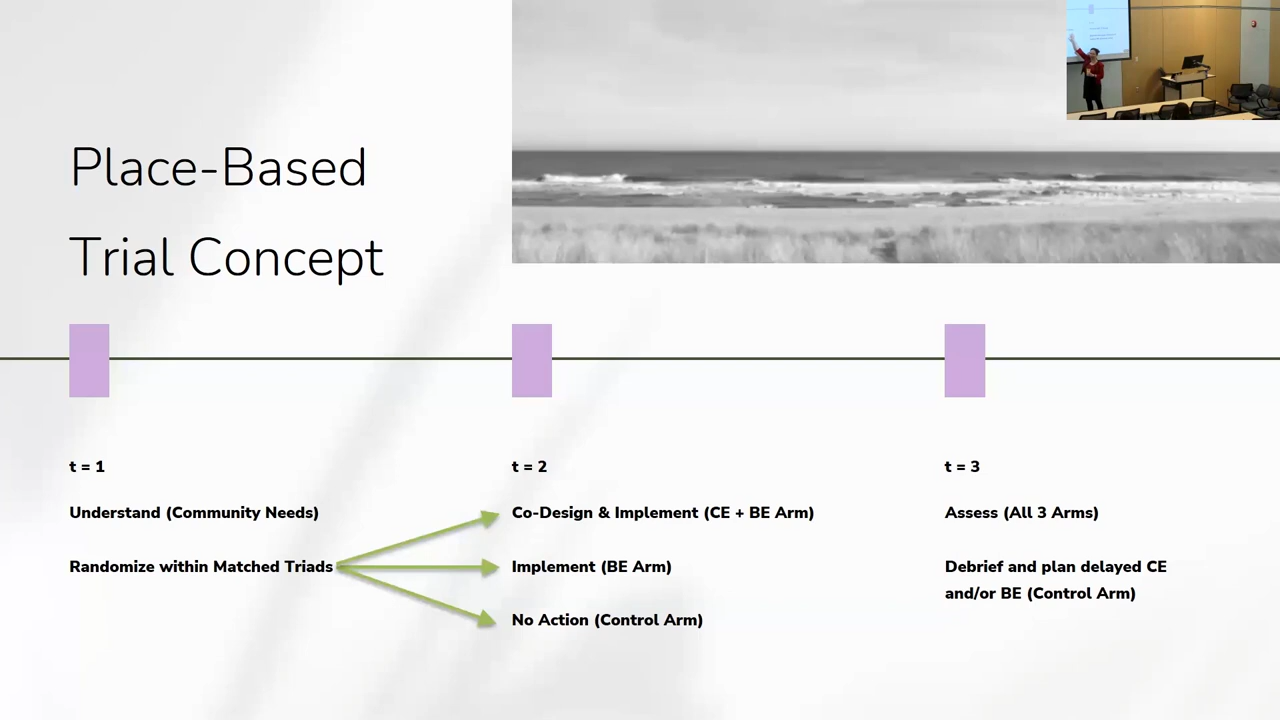 Place-Based
Trial Concept
t = 1
Understand (Community Needs)
Randomize within Matched Triads
t = 2
Co-Design & Implement (CE + BE Arm)
Implement (BE Arm)
No Action (Control Arm)
t = 3
Assess (All 3 Arms)
Debrief and plan delayed CE
and/or BE (Control Arm)